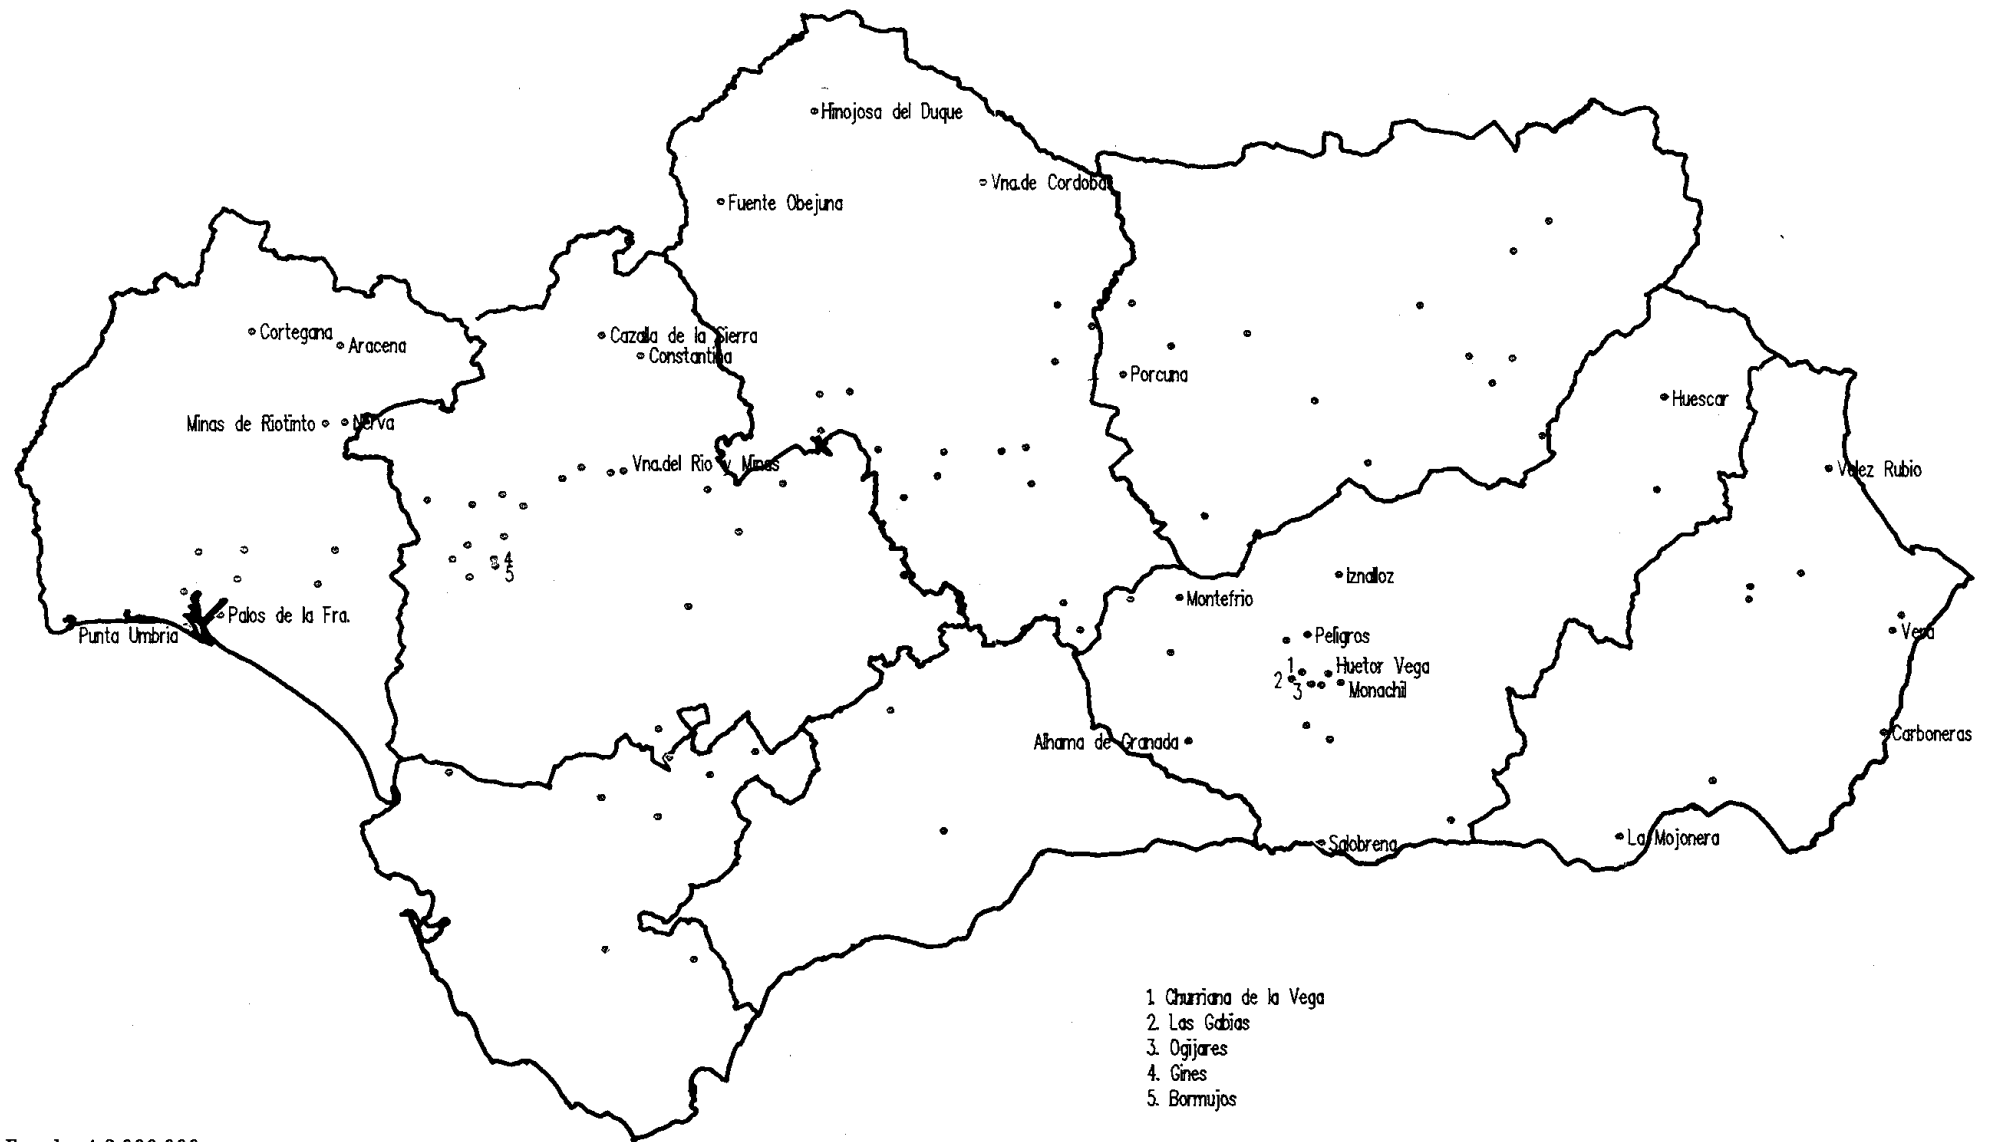 Hinojosa del Duque
Vna.de Cordoba
Fuente Obejuna
Cortegana
Aracena
Cazalla de la Sierra
Constantina
Porcuna
Huescar
Minas de Riotinto
Nerva
Vna.del Rio y Minas
Velez Rubio
4
5
Iznalloz
Montefrio
Palos de la Fra.
Punta Umbria
Peligros
Vera
1
Huetor Vega
2
3
Monachil
Alhama de Granada
Carboneras
Salobrena
La Mojonera
1. Churriana de la Vega
2. Las Gabias
3. Ogijares
4. Gines
5. Bormujos